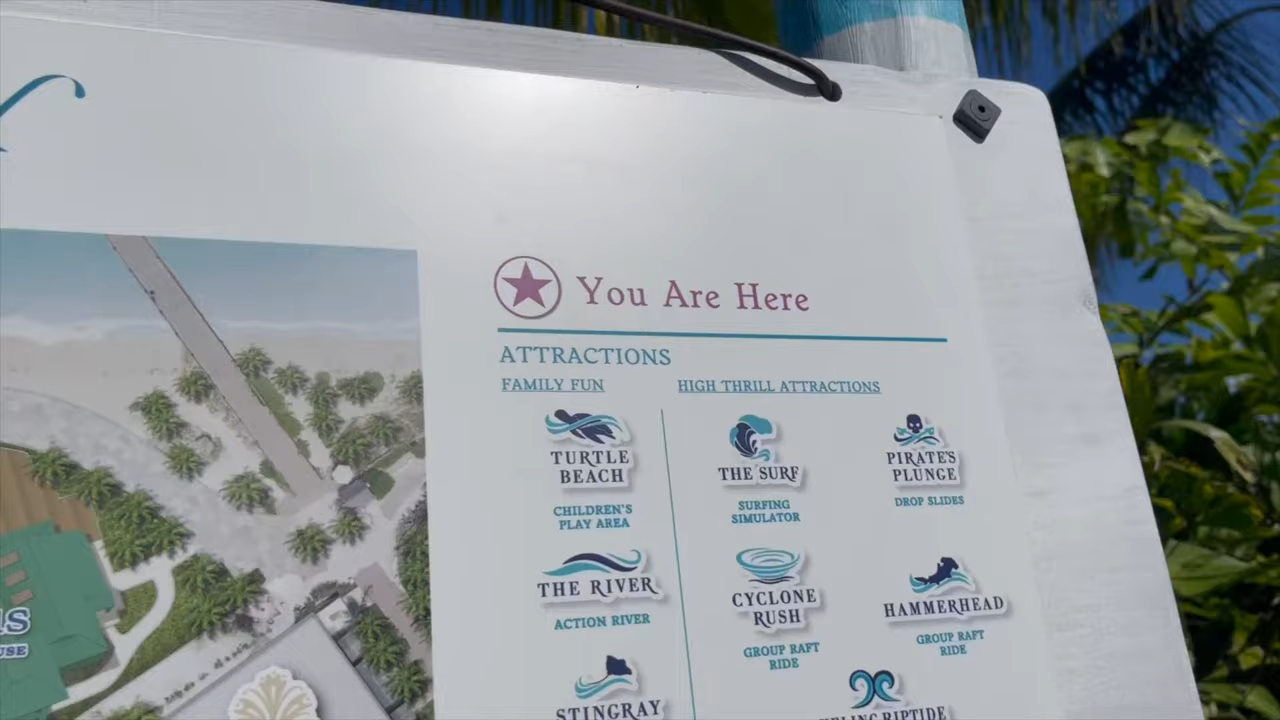 You Are Here
ATTRACTIONS
FAMILY FUN
HIGH THRILL ATTRACTIONS
TURTLE
BEACH
CHILDREN'S
PLAY AREA
THE RIVER
ACTION RIVER
STINGRAY
THE SURF
SURFING
SIMULATOR
PIRATE'S
PLUNGE
DROP SLIDES
CYCLONE
RUSH
GROUP RAFT
RIDE
HAMMERHEAD
GROUP RAFT
RIDE
RIPTIDE